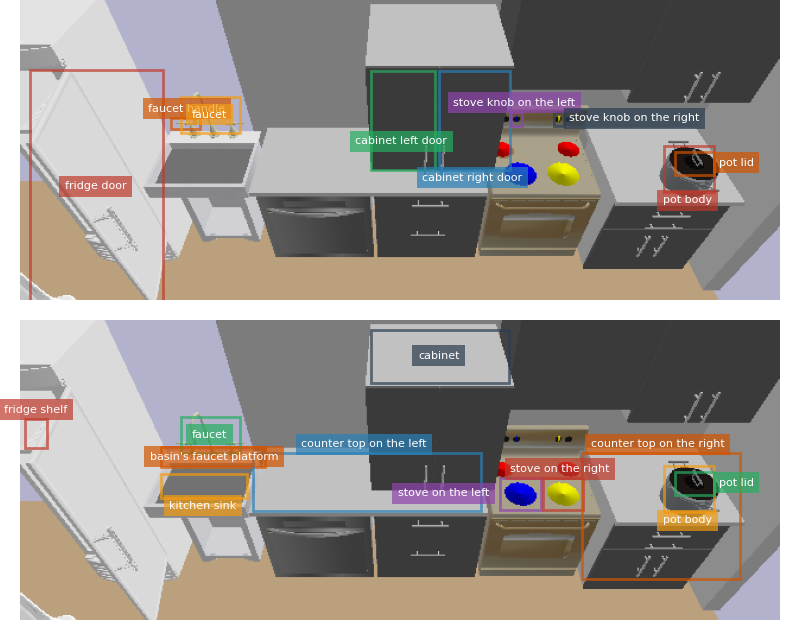 stove knob on the left
faucet handle
faucet
stove knob on the right
cabinet left door
pot lid
cabinet right door
fridge door
pot body
cabinet
fridge shelf
faucet
counter top on the left
counter top on the right
basin's faucet platform
stove on the right
pot lid
stove on the left
kitchen sink
pot body